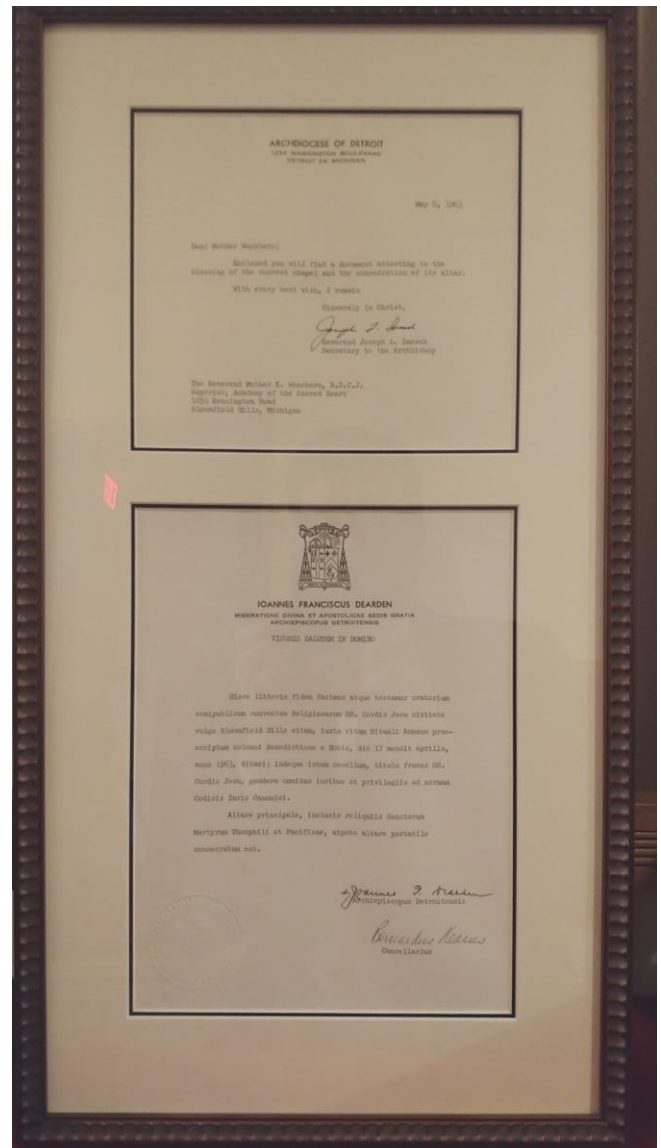 ARCHDIOCESE OF DETROIT
1234 WASHINGTON BOULEVARD
DETROIT 26, MICHIGAN
May 8, 1963
Dear Mother
Enclosed you will find a document attesting to the
blessing of the convent chapel and the consecration of its altar.
With every best wish, I remain
Sincerely in Christ,
Reverend Joseph L. Imesch
Secretary to the Archbishop
The Reverend Mother E. R.S.C.J.
Superior, Academy of the Sacred Heart
1250 Kensington Road
Bloomfield Hills, Michigan
IOANNES FRANCISCUS DEARDEN
MISERATIONE DIVINA ET APOSTOLICAE SEDIS GRATIA
ARCHIEPISCOPUS DETROITENSIS
SALUTEM IN DOMINO
Hisce litteris fidem facimus atque testamur oratorium
semipublicum conventus Religiosarum SS. Cordis Jesu civitate
vulgo Bloomfield Hills situm, iuxta ritum Rituali Romano prae-
scriptum solemni Benedictione a Nobis, die 17 mensis aprilis,
anno 1963, ditari; indeque istum sacellum, titulo fruens SS.
Cordis Jesu, gaudere omnibus iuribus et privilegiis ad normam
Codicis Iuris Canonici.
Altare principale, inclusis reliquiis Sanctorum
Martyrum Theophili et Pacificae, utpote altare portatile
consecratum est.
+ Joannes F. Dearden
Archiepiscopus Detroitensis
Bernardus Kearns
Cancellarius